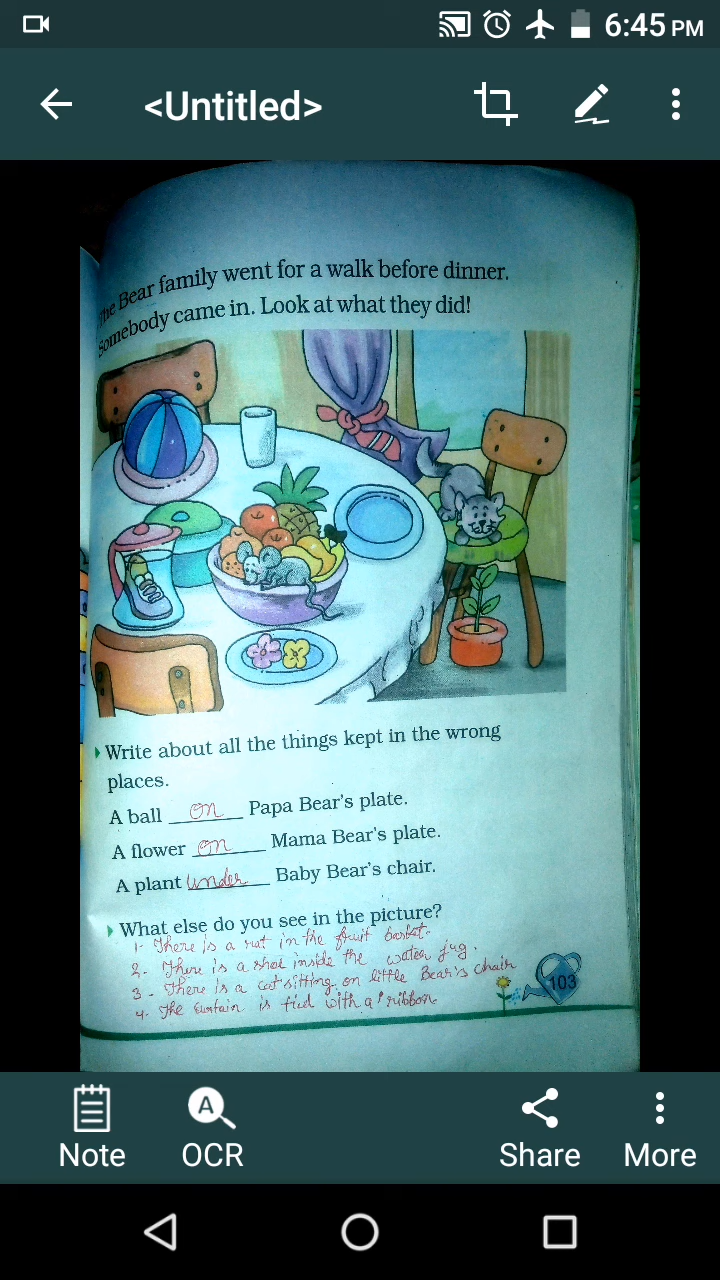 6:45 PM
<Untitled>
The Bear family went for a walk before dinner.
Somebody came in. Look at what they did!
Write about all the things kept in the wrong
places.
A ball on Papa Bear's plate.
A flower on Mama Bear's plate.
A plant under Baby Bear's chair.
What else do you see in the picture?
1- There is a rat in the fruit basket.
2- There is a shoe inside the water jug.
3- There is a cat sitting on little Bear's chair
4- The curtain is tied with a ribbon
103
Note OCR Share More